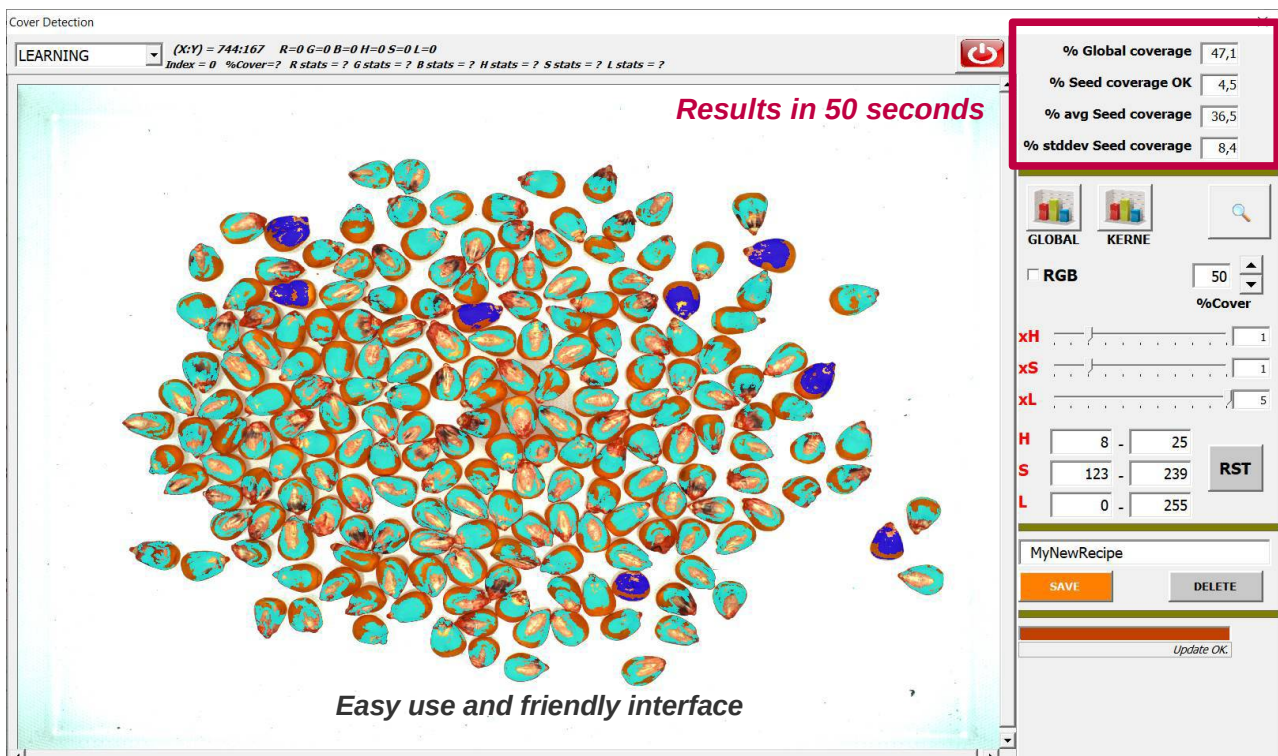 Cover Detection
LEARNING
(X:Y) = 744:167 R=0 G=0 B=0 H=0 S=0 L=0
Index = 0 %Cover=? R stats = ? G stats = ? B stats = ? H stats = ? S stats = ? L stats = ?
Results in 50 seconds
% Global coverage 47,1
% Seed coverage OK 4,5
% avg Seed coverage 36,5
% stddev Seed coverage 8,4
GLOBAL KERNE
RGB 50
%Cover
xH 1
xS 1
xL 5
H 8 - 25
S 123 - 239
L 0 - 255
RST
MyNewRecipe
SAVE DELETE
Update OK.
Easy use and friendly interface